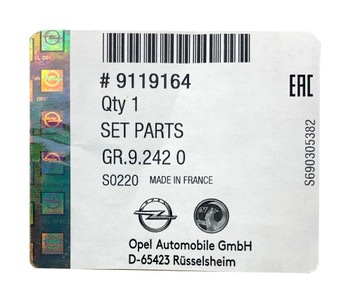 # 9119164
Qty 1
SET PARTS
GR.9.242 0
S0220 MADE IN FRANCE
Opel Automobile GmbH
D-65423 Rüsselsheim
EAC
S690305382